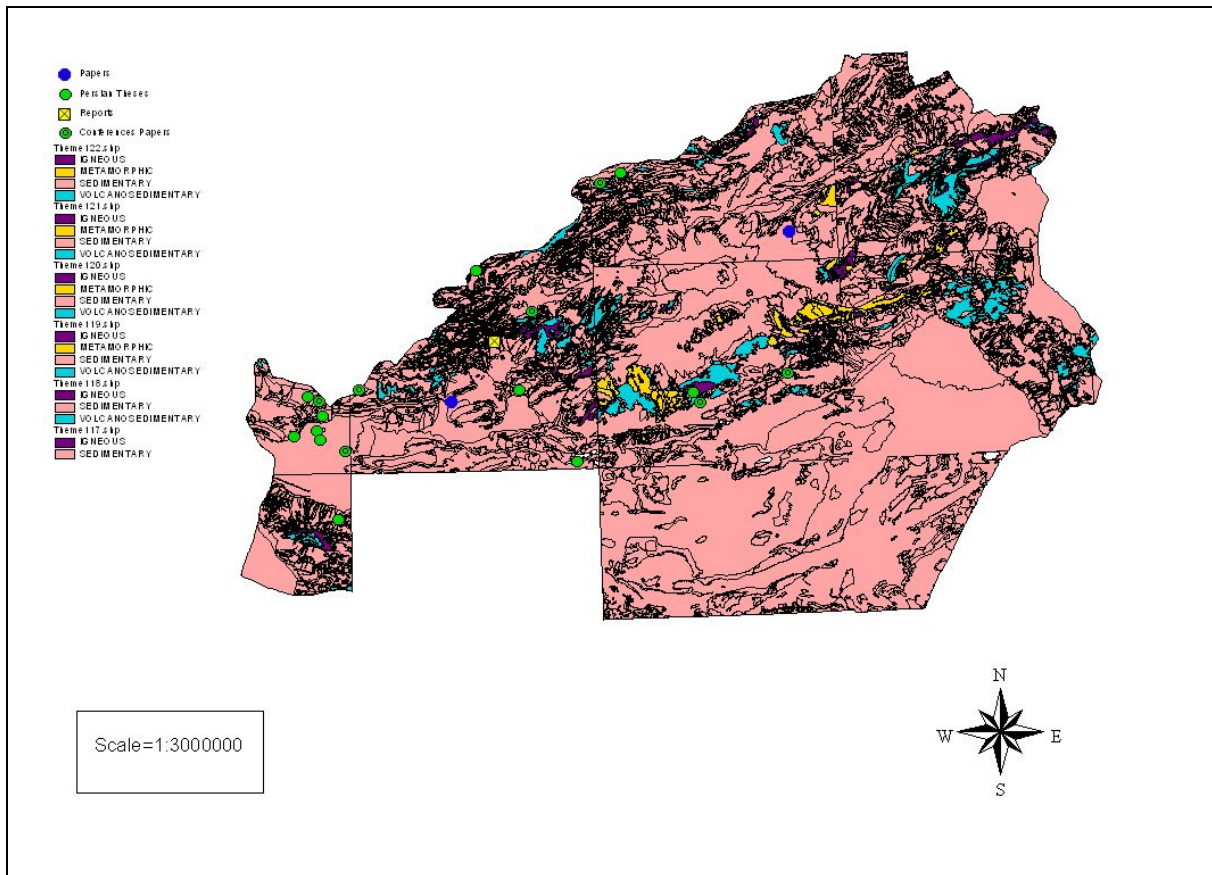 Papers
Persian Theses
Reports
Conferences Papers
Theme122.shp
IGNEOUS
METAMORPHIC
SEDIMENTARY
VOLCANOSEDIMENTARY
Theme121.shp
IGNEOUS
METAMORPHIC
SEDIMENTARY
VOLCANOSEDIMENTARY
Theme120.shp
IGNEOUS
METAMORPHIC
SEDIMENTARY
VOLCANOSEDIMENTARY
Theme119.shp
IGNEOUS
METAMORPHIC
SEDIMENTARY
VOLCANOSEDIMENTARY
Theme118.shp
IGNEOUS
SEDIMENTARY
VOLCANOSEDIMENTARY
Theme117.shp
IGNEOUS
SEDIMENTARY
Scale=1:3000000
N
W E
S